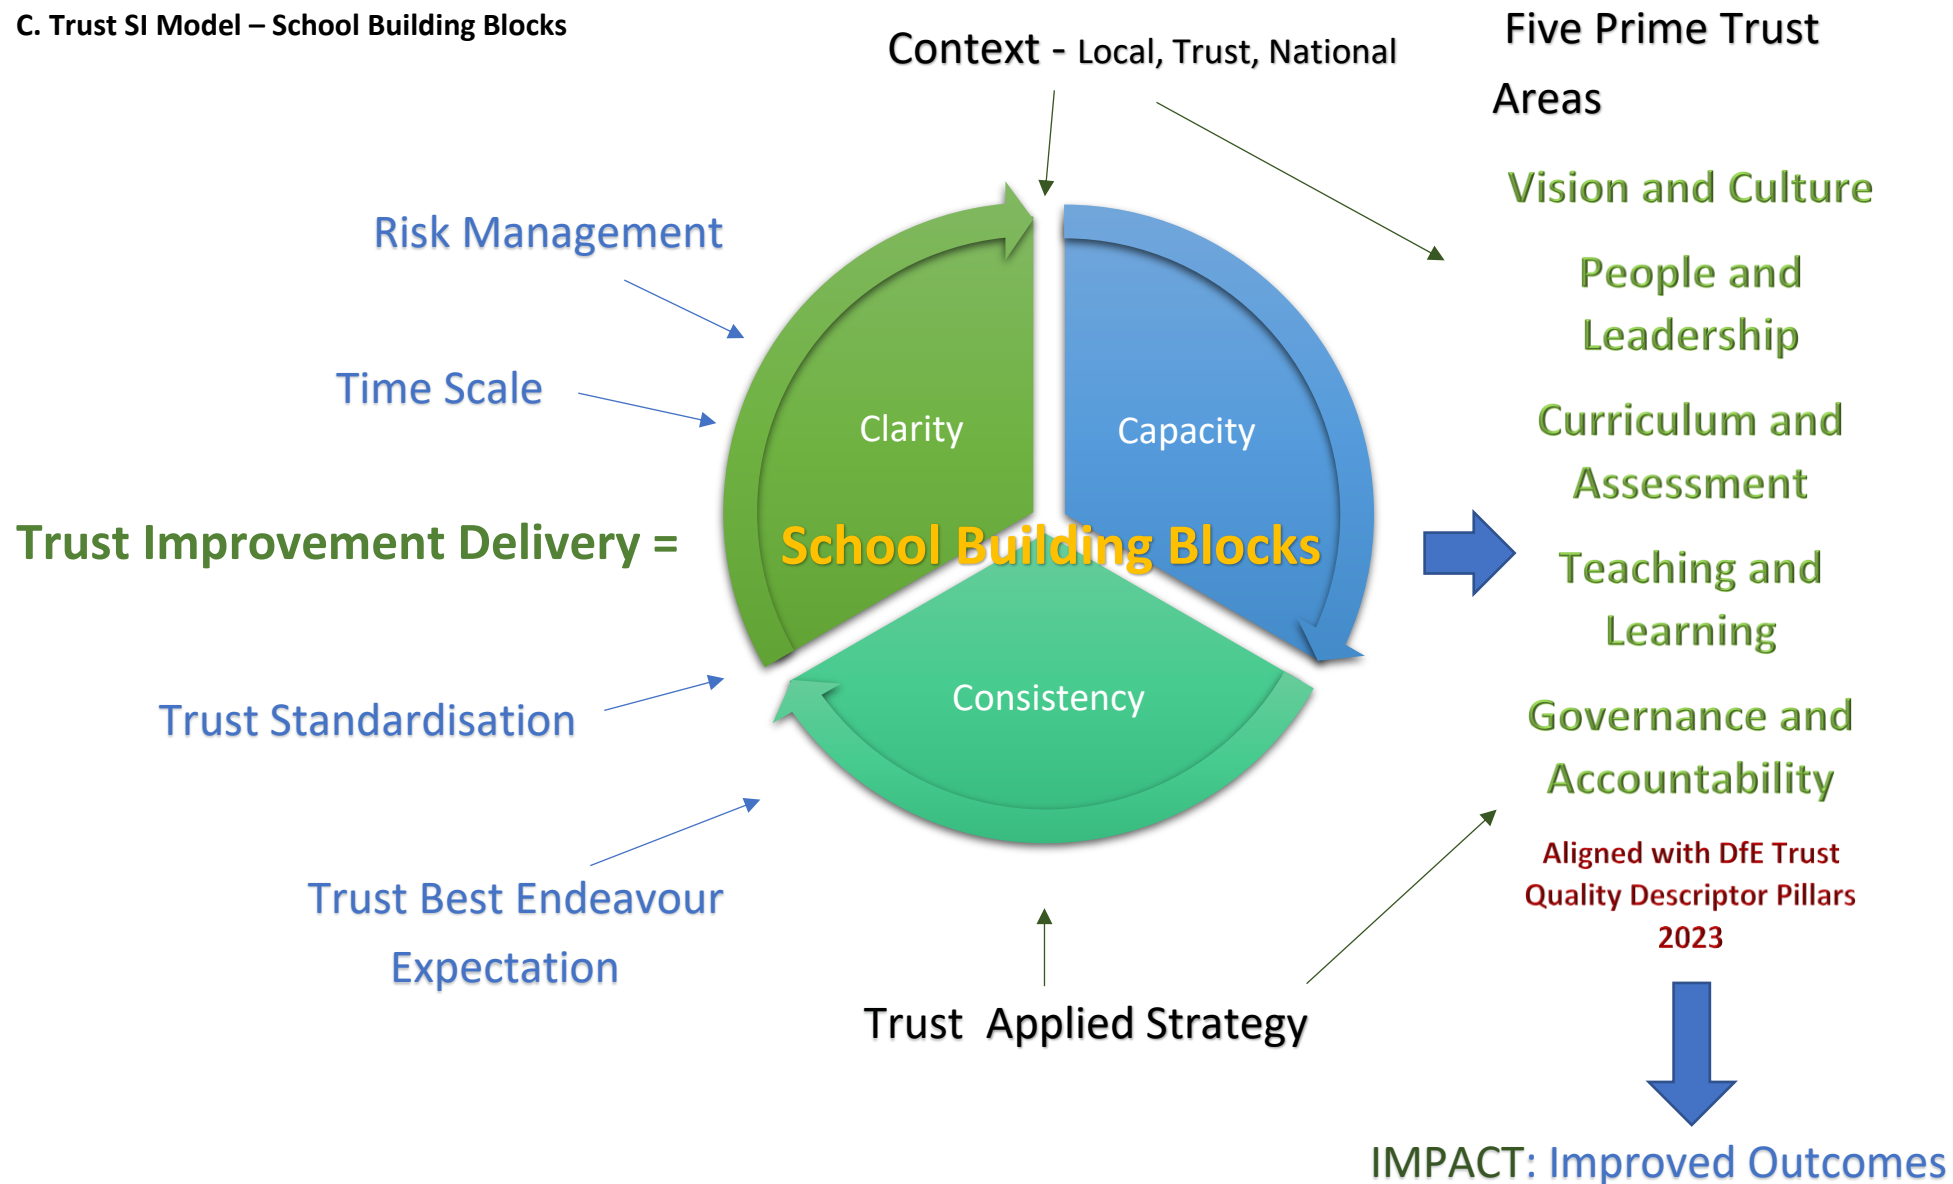 C. Trust SI Model – School Building Blocks
Context - Local, Trust, National
Five Prime Trust
Areas
Risk Management
Time Scale
Trust Improvement Delivery =
Trust Standardisation
Trust Best Endeavour
Expectation
Clarity
Capacity
School Building Blocks
Consistency
Trust Applied Strategy
Vision and Culture
People and
Leadership
Curriculum and
Assessment
Teaching and
Learning
Governance and
Accountability
Aligned with DfE Trust
Quality Descriptor Pillars
2023
IMPACT: Improved Outcomes